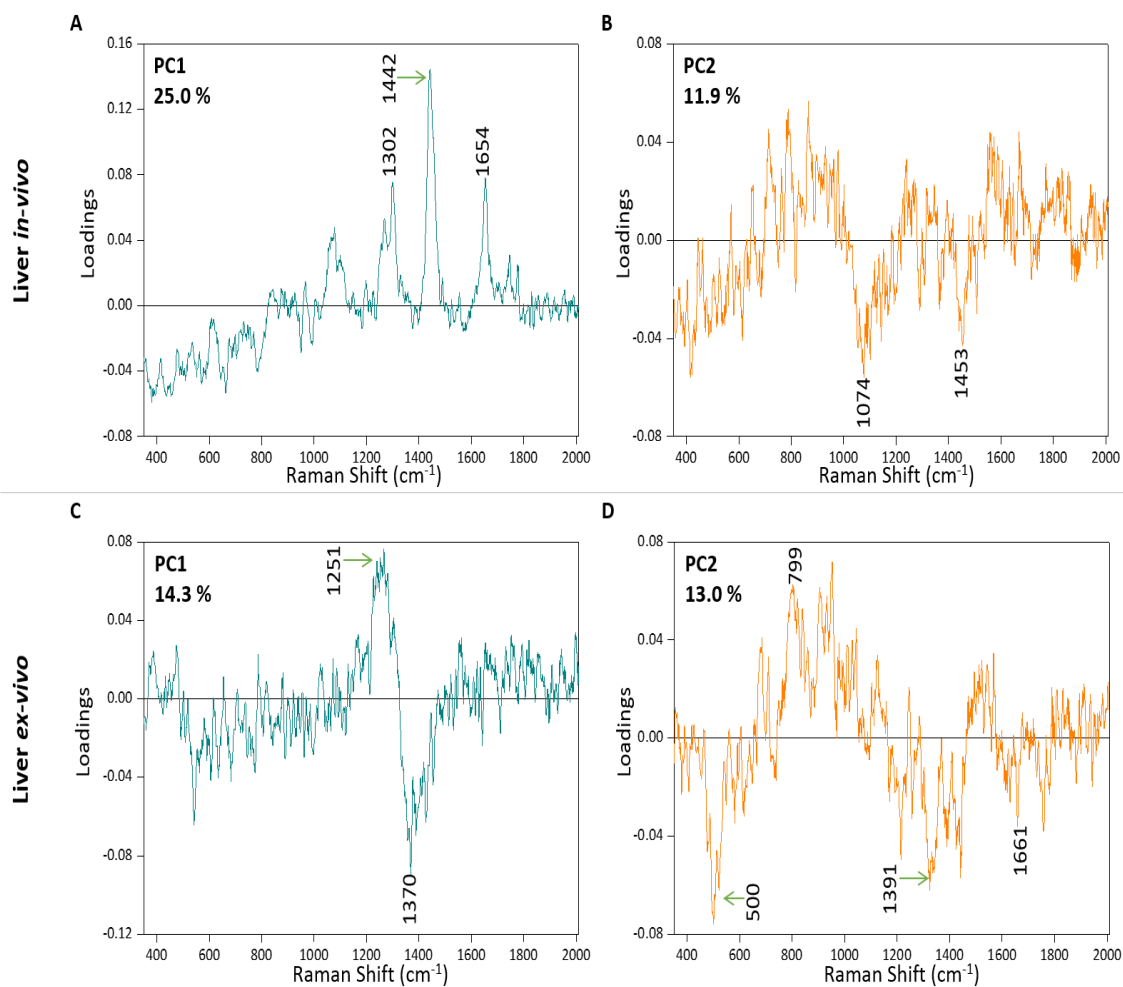 A
B
Liver in-vivo
PC1
25.0 %
1442
1302
1654
0.16
0.12
0.08
0.04
0.00
-0.04
-0.08
Loadings
400 600 800 1000 1200 1400 1600 1800 2000
Raman Shift (cm-1)
PC2
11.9 %
1074
1453
0.08
0.04
0.00
-0.04
-0.08
Loadings
400 600 800 1000 1200 1400 1600 1800 2000
Raman Shift (cm-1)
C
D
Liver ex-vivo
PC1
14.3 %
1251
1370
0.08
0.04
0.00
-0.04
-0.08
-0.12
Loadings
400 600 800 1000 1200 1400 1600 1800 2000
Raman Shift (cm-1)
PC2
13.0 %
799
500
1391
1661
0.08
0.04
0.00
-0.04
-0.08
Loadings
400 600 800 1000 1200 1400 1600 1800 2000
Raman Shift (cm-1)